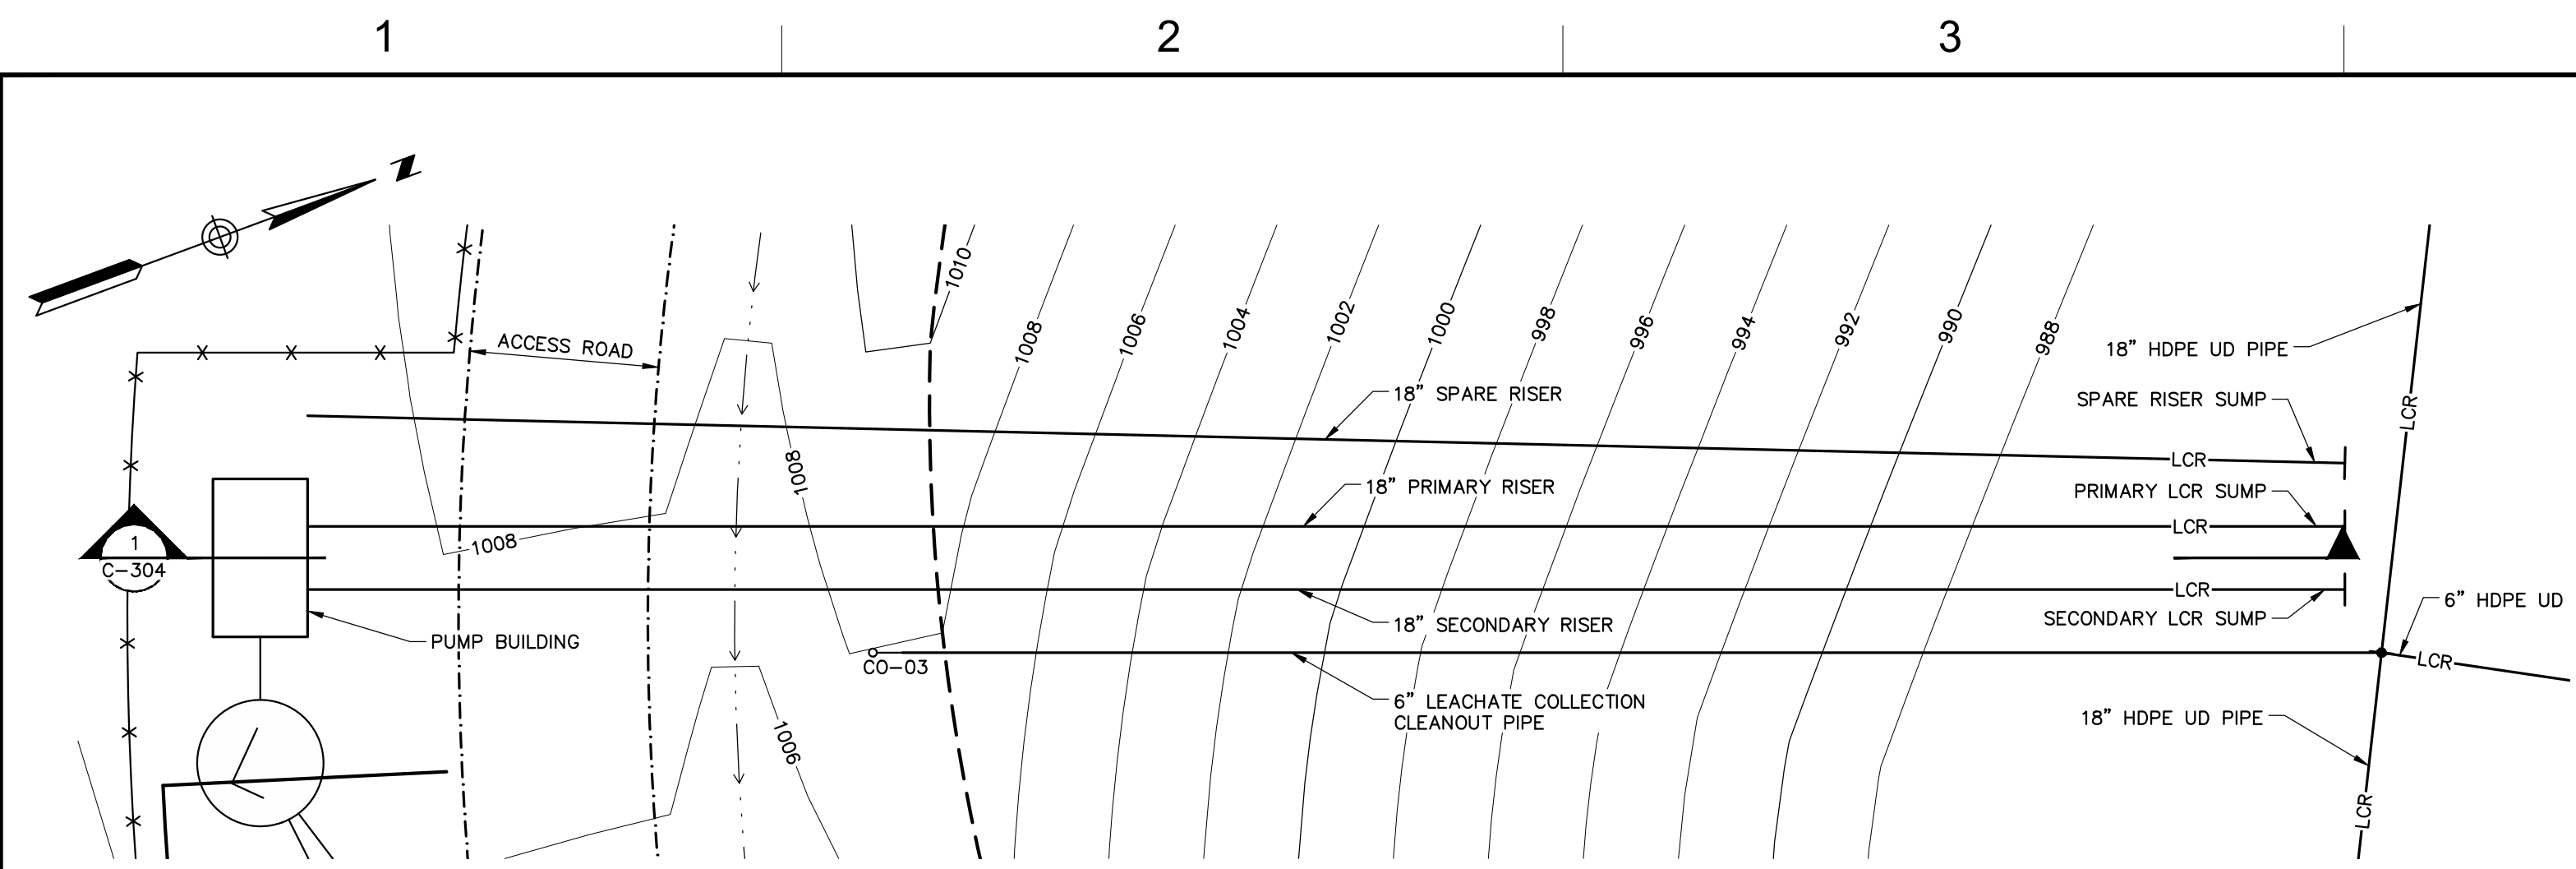 1
2
3
N
1010
ACCESS ROAD
1008
1006
1004
1002
1000
998
996
994
992
990
988
18" HDPE UD PIPE
18" SPARE RISER
SPARE RISER SUMP
LCR
LCR
1008
18" PRIMARY RISER
PRIMARY LCR SUMP
LCR
1008
1
C-304
LCR
18" SECONDARY RISER
SECONDARY LCR SUMP
6" HDPE UD
PUMP BUILDING
CO-03
LCR
6" LEACHATE COLLECTION
CLEANOUT PIPE
18" HDPE UD PIPE
1006
LCR